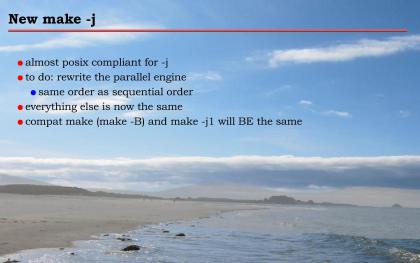 New make -j
almost posix compliant for -j
to do: rewrite the parallel engine
same order as sequential order
everything else is now the same
compat make (make -B) and make -j1 will BE the same